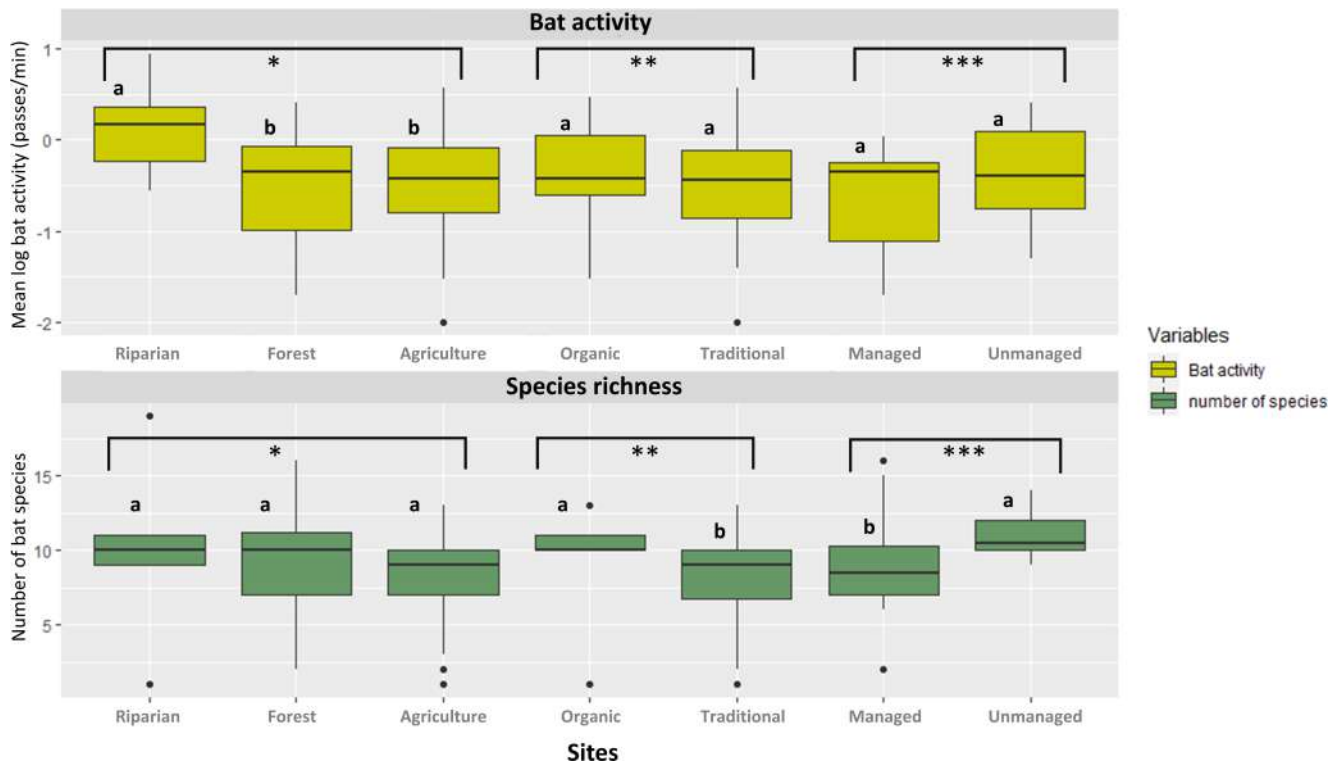 Bat activity
Mean log bat activity (passes/min)
1
0
-1
-2
* ** ***
a b b a a a a
Riparian Forest Agriculture Organic Traditional Managed Unmanaged
Species richness
Number of bat species
15
10
5
* ** ***
a a a a b b a
Riparian Forest Agriculture Organic Traditional Managed Unmanaged
Sites
Variables
Bat activity
number of species